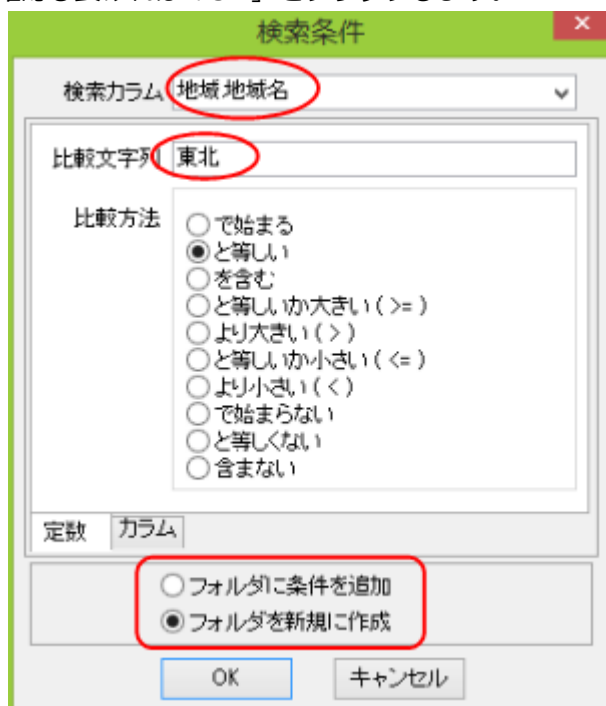 検索条件
検索カラム 地域 地域名
比較文字列 東北
比較方法
で始まる
と等しい
を含む
と等しいか大きい ( >= )
より大きい ( > )
と等しいか小さい ( <= )
より小さい ( < )
で始まらない
と等しくない
含まない
定数 カラム
フォルダに条件を追加
フォルダを新規に作成
OK キャンセル